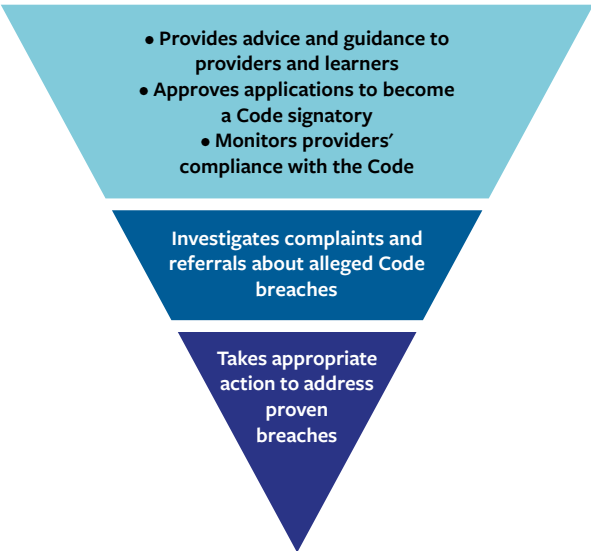 • Provides advice and guidance to
providers and learners
• Approves applications to become
a Code signatory
• Monitors providers’
compliance with the Code
Investigates complaints and
referrals about alleged Code
breaches
Takes appropriate
action to address
proven
breaches